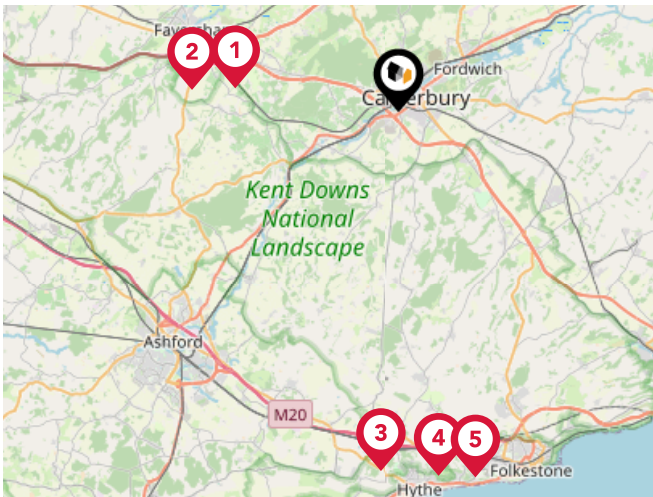 Faversham
2
1
Fordwich
Canterbury
Kent Downs
National
Landscape
Ashford
M20
3
4
5
Folkestone
Hythe